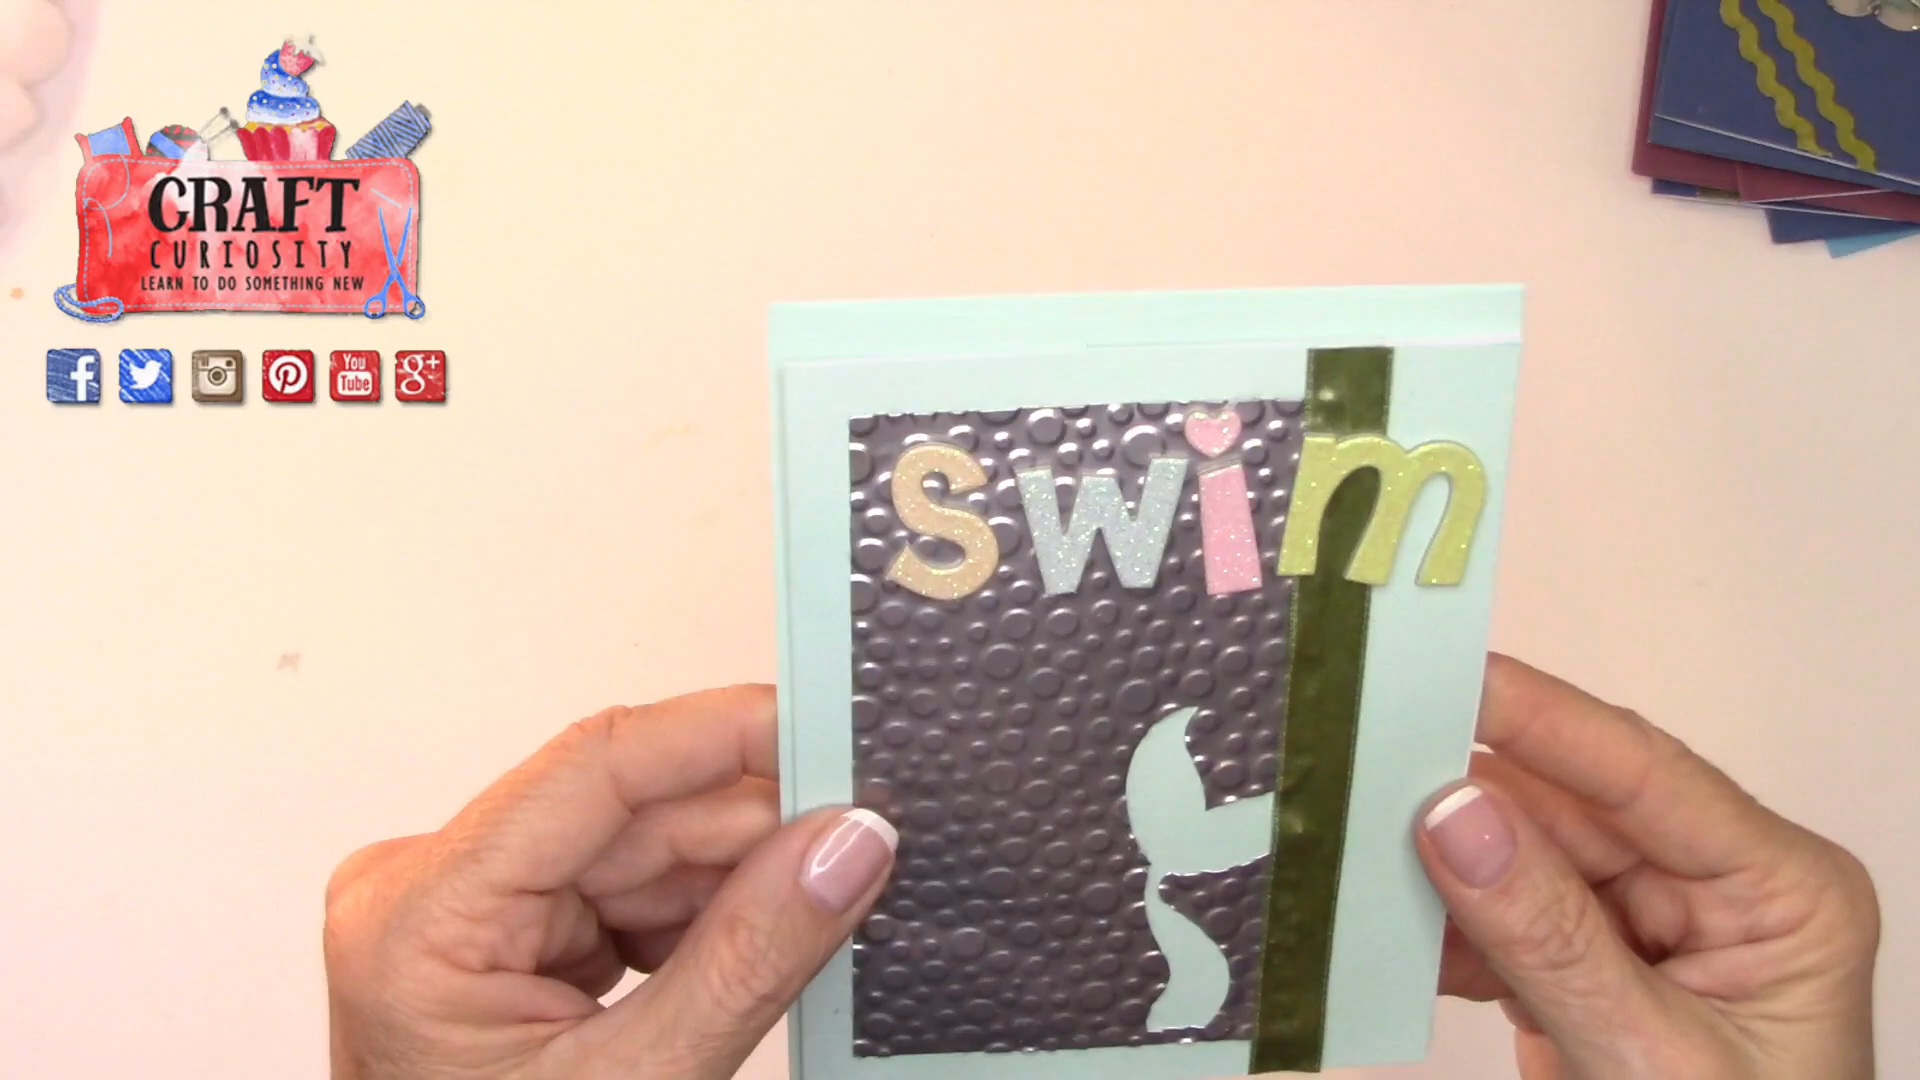 CRAFT
CURIOSITY
LEARN TO DO SOMETHING NEW
f
You
Tube
g+
swim